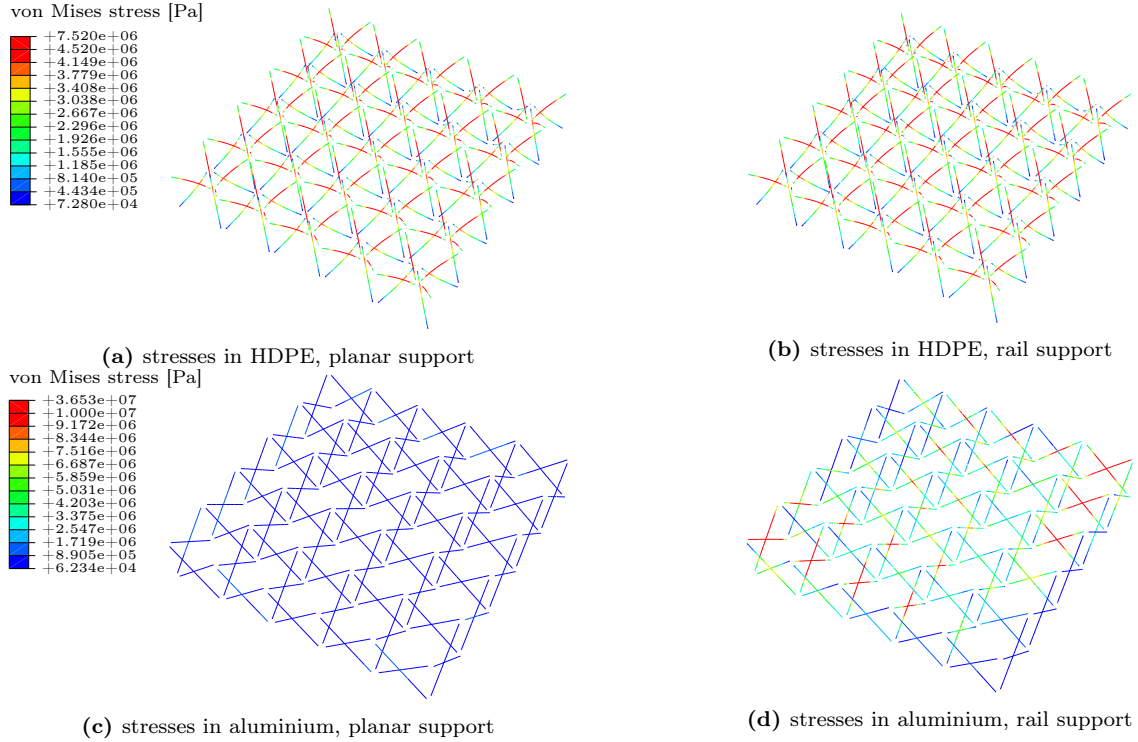 von Mises stress [Pa]
+7.520e+06
+4.520e+06
+4.149e+06
+3.779e+06
+3.408e+06
+3.038e+06
+2.667e+06
+2.296e+06
+1.926e+06
+1.555e+06
+1.185e+06
+8.140e+05
+4.434e+05
+7.280e+04
(a) stresses in HDPE, planar support
(b) stresses in HDPE, rail support
von Mises stress [Pa]
+3.653e+07
+1.000e+07
+9.172e+06
+8.344e+06
+7.516e+06
+6.687e+06
+5.859e+06
+5.031e+06
+4.203e+06
+3.375e+06
+2.547e+06
+1.719e+06
+8.905e+05
+6.234e+04
(c) stresses in aluminium, planar support
(d) stresses in aluminium, rail support